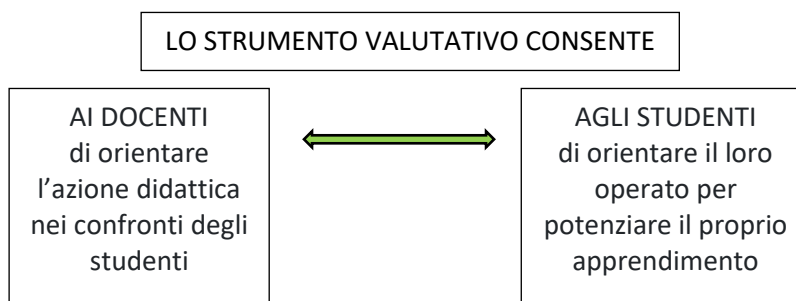 LO STRUMENTO VALUTATIVO CONSENTE
AI DOCENTI
di orientare
l’azione didattica
nei confronti degli
studenti
AGLI STUDENTI
di orientare il loro
operato per
potenziare il proprio
apprendimento